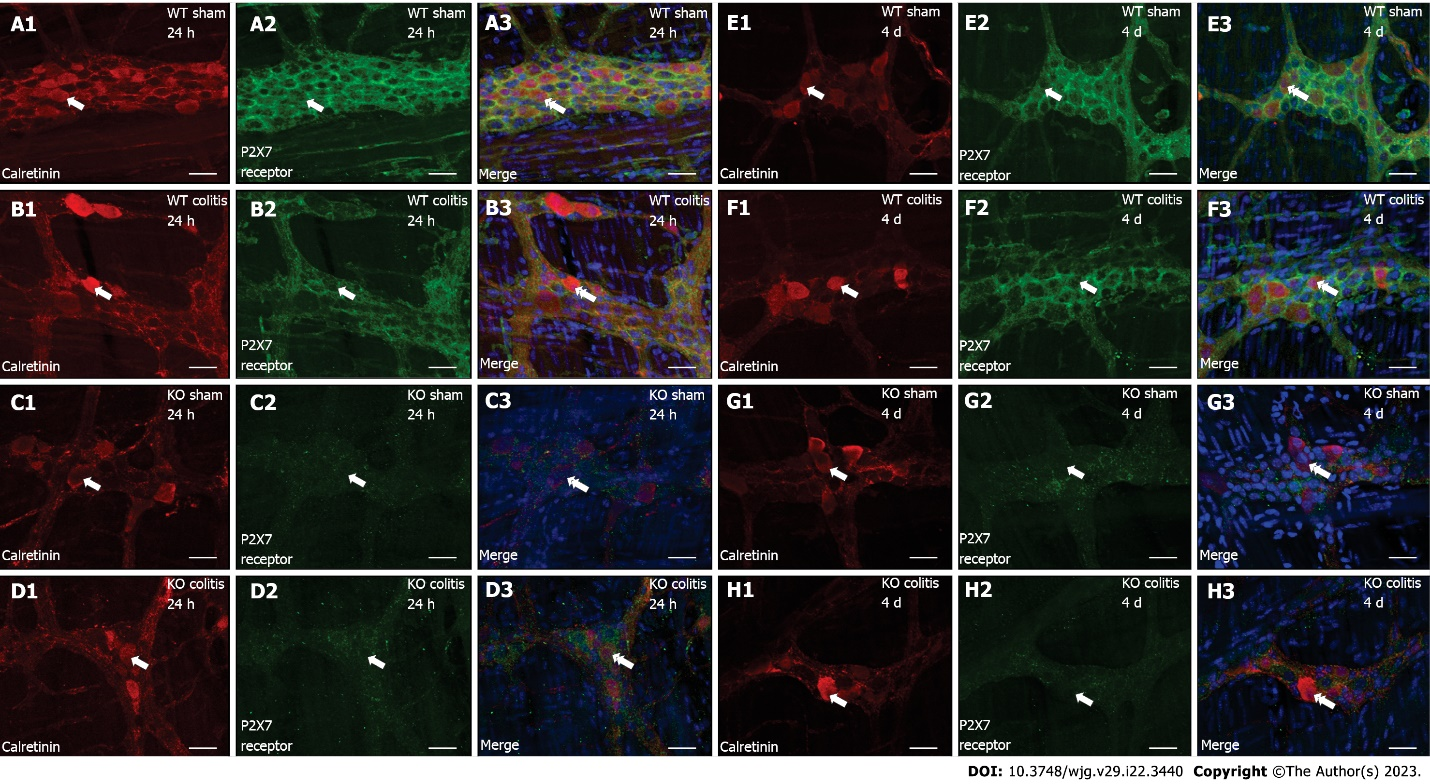 A1 WT sham
24 h
Calretinin
A2 WT sham
24 h
P2X7
receptor
A3 WT sham
24 h
Merge
E1 WT sham
4 d
Calretinin
E2 WT sham
4 d
P2X7
receptor
E3 WT sham
4 d
Merge
B1 WT colitis
24 h
Calretinin
B2 WT colitis
24 h
P2X7
receptor
B3 WT colitis
24 h
Merge
F1 WT colitis
4 d
Calretinin
F2 WT colitis
4 d
P2X7
receptor
F3 WT colitis
4 d
Merge
C1 KO sham
24 h
Calretinin
C2 KO sham
24 h
P2X7
receptor
C3 KO sham
24 h
Merge
G1 KO sham
4 d
Calretinin
G2 KO sham
4 d
P2X7
receptor
G3 KO sham
4 d
Merge
D1 KO colitis
24 h
Calretinin
D2 KO colitis
24 h
P2X7
receptor
D3 KO colitis
24 h
Merge
H1 KO colitis
4 d
Calretinin
H2 KO colitis
4 d
P2X7
receptor
H3 KO colitis
4 d
Merge
DOI: 10.3748/wjg.v29.i22.3440 Copyright ©The Author(s) 2023.